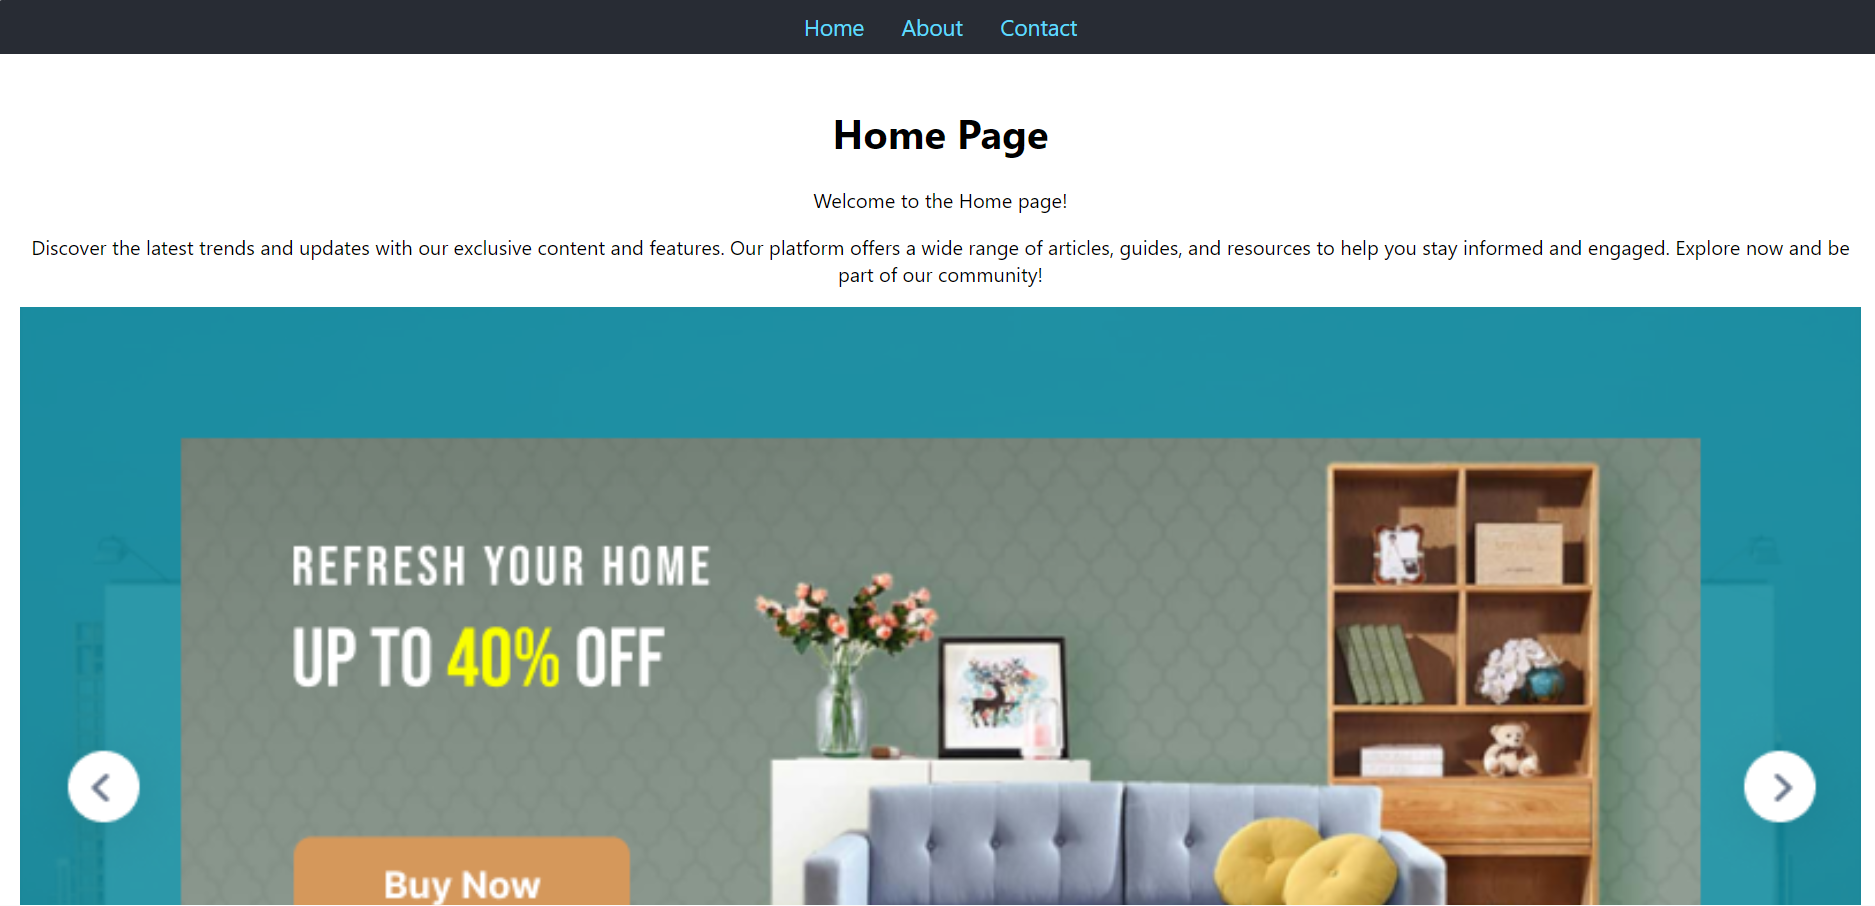 Home About Contact
Home Page
Welcome to the Home page!
Discover the latest trends and updates with our exclusive content and features. Our platform offers a wide range of articles, guides, and resources to help you stay informed and engaged. Explore now and be
part of our community!
REFRESH YOUR HOME
UP TO 40% OFF
Buy Now